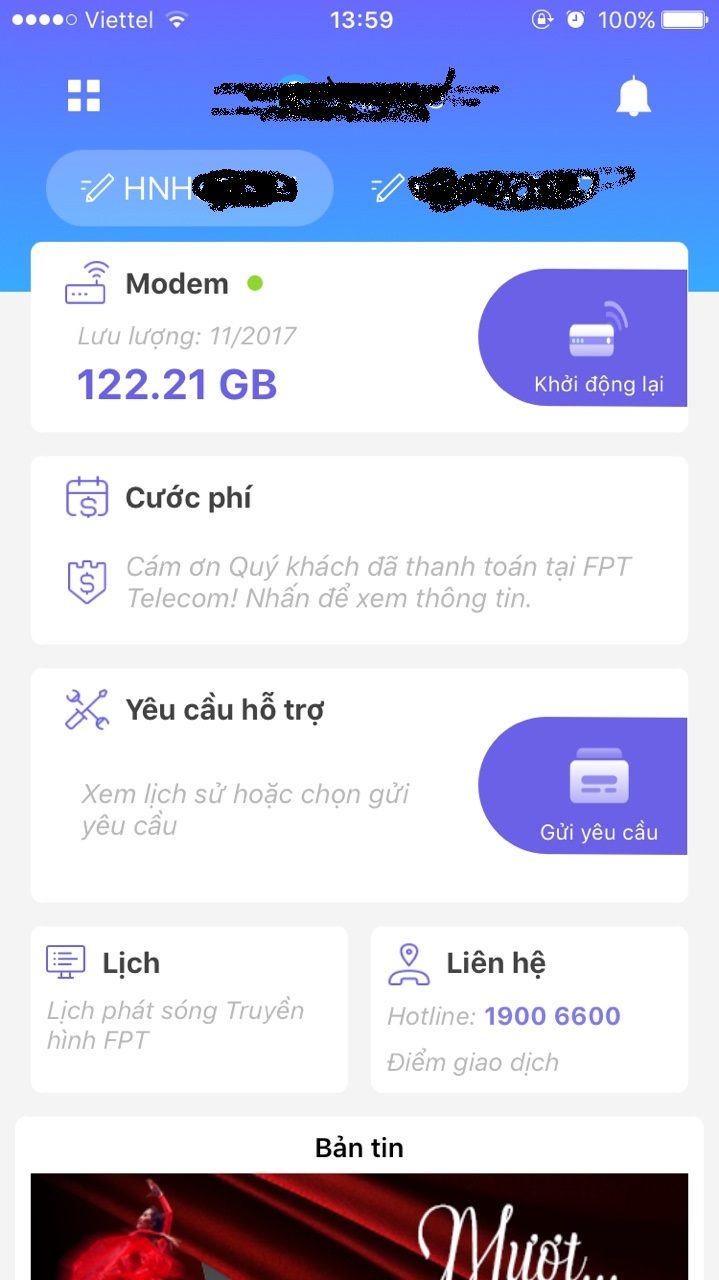 Viettel 13:59 100%
HNH
Modem
Lưu lượng: 11/2017
122.21 GB
Khởi động lại
Cước phí
Cám ơn Quý khách đã thanh toán tại FPT
Telecom! Nhấn để xem thông tin.
Yêu cầu hỗ trợ
Xem lịch sử hoặc chọn gửi
yêu cầu
Gửi yêu cầu
Lịch
Lịch phát sóng Truyền
hình FPT
Liên hệ
Hotline: 1900 6600
Điểm giao dịch
Bản tin
Mượt...